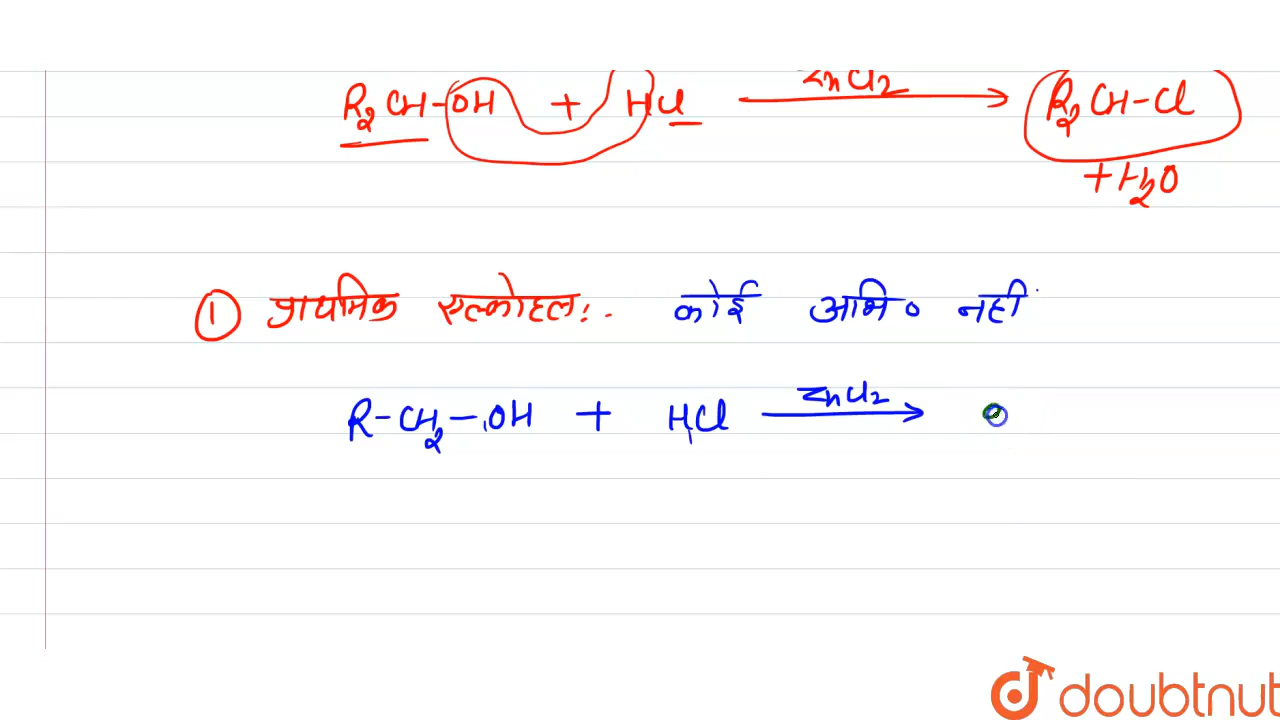 ZnCl2
R2CH-OH + HCl → R2CH-Cl
+H2O
① प्राथमिक एल्कोहल:. कोई अभि० नहीं
ZnCl2
R-CH2-OH + HCl →
doubtnut